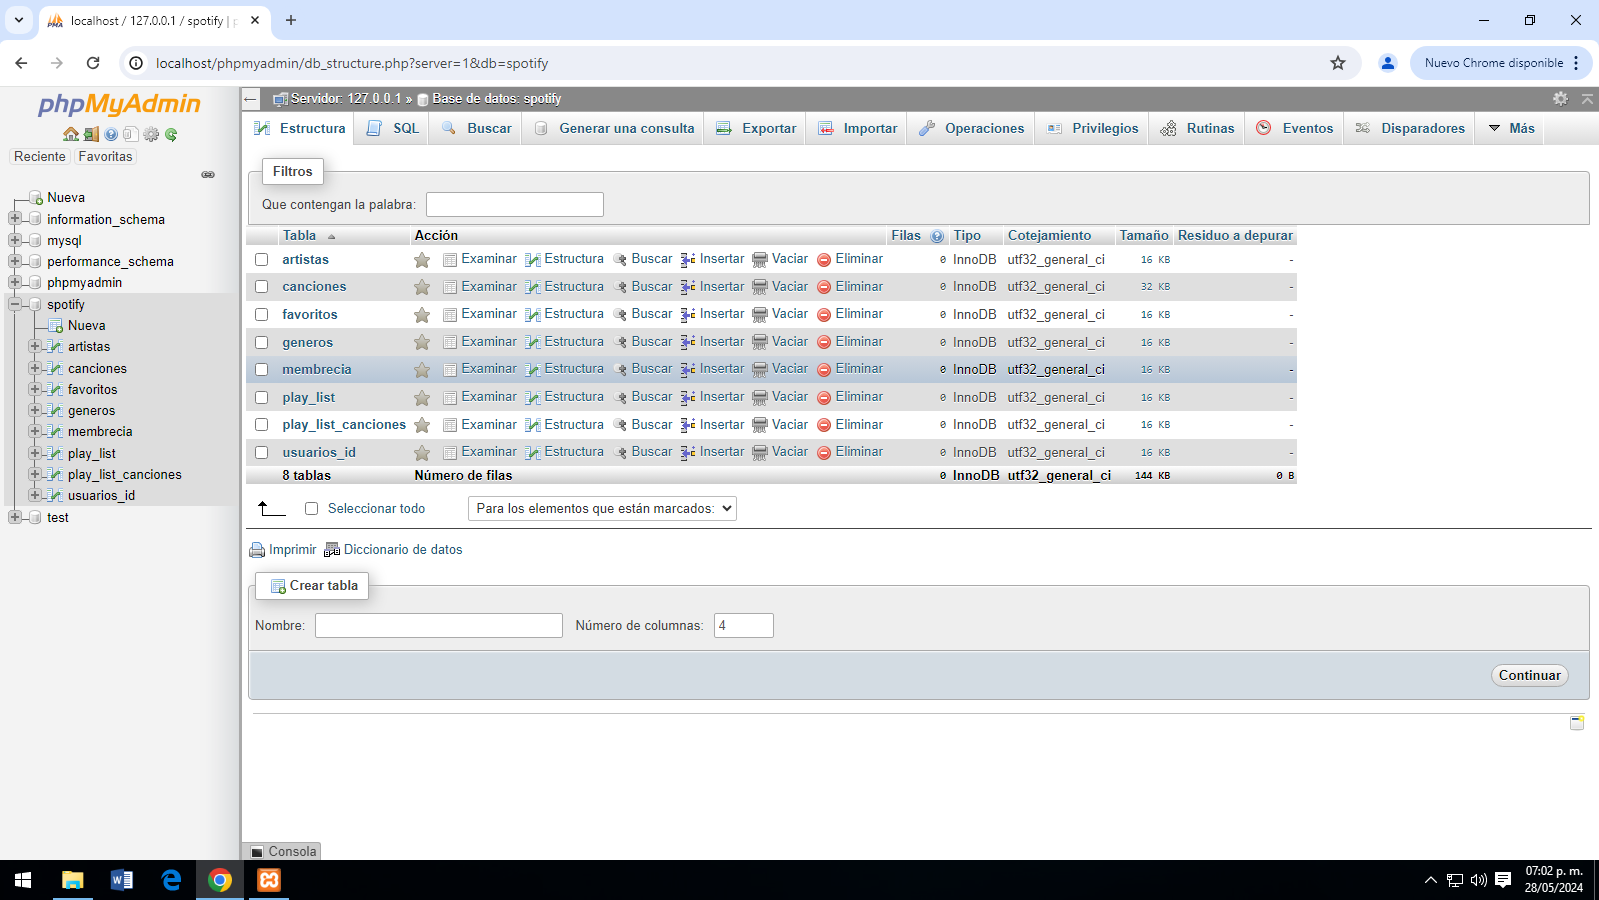 localhost / 127.0.0.1 / spotify |
localhost/phpmyadmin/db_structure.php?server=1&db=spotify
Nuevo Chrome disponible
phpMyAdmin
Reciente Favoritas
Nueva
information_schema
mysql
performance_schema
phpmyadmin
spotify
Nueva
artistas
canciones
favoritos
generos
membrecia
play_list
play_list_canciones
usuarios_id
test
Servidor: 127.0.0.1 » Base de datos: spotify
Estructura SQL Buscar Generar una consulta Exportar Importar Operaciones Privilegios Rutinas Eventos Disparadores Más
Filtros
Que contengan la palabra:
Tabla Acción Filas Tipo Cotejamiento Tamaño Residuo a depurar
artistas Examinar Estructura Buscar Insertar Vaciar Eliminar 0 InnoDB utf32_general_ci 16 KB -
canciones Examinar Estructura Buscar Insertar Vaciar Eliminar 0 InnoDB utf32_general_ci 32 KB -
favoritos Examinar Estructura Buscar Insertar Vaciar Eliminar 0 InnoDB utf32_general_ci 16 KB -
generos Examinar Estructura Buscar Insertar Vaciar Eliminar 0 InnoDB utf32_general_ci 16 KB -
membrecia Examinar Estructura Buscar Insertar Vaciar Eliminar 0 InnoDB utf32_general_ci 16 KB -
play_list Examinar Estructura Buscar Insertar Vaciar Eliminar 0 InnoDB utf32_general_ci 16 KB -
play_list_canciones Examinar Estructura Buscar Insertar Vaciar Eliminar 0 InnoDB utf32_general_ci 16 KB -
usuarios_id Examinar Estructura Buscar Insertar Vaciar Eliminar 0 InnoDB utf32_general_ci 16 KB -
8 tablas Número de filas 0 InnoDB utf32_general_ci 144 KB 0 B
Seleccionar todo Para los elementos que están marcados:
Imprimir Diccionario de datos
Crear tabla
Nombre: Número de columnas: 4
Continuar
Consola
07:02 p. m.
28/05/2024